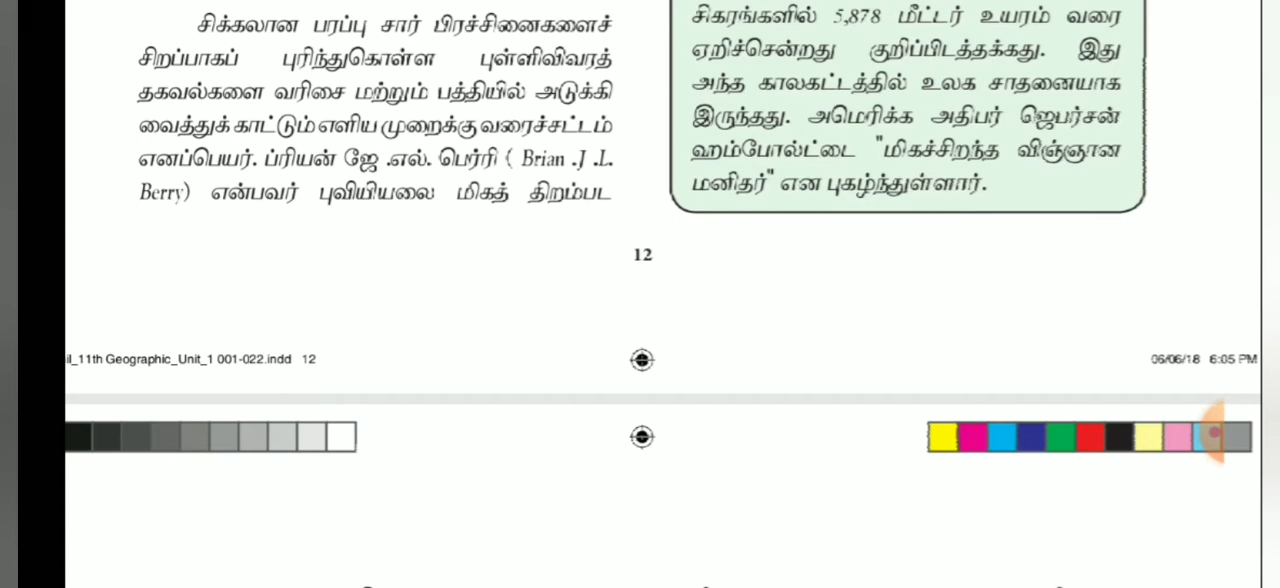 சிக்கலான பரப்பு சார் பிரச்சினைகளைச்
சிறப்பாகப் புரிந்துகொள்ள புள்ளிவிவரத்
தகவல்களை வரிசை மற்றும் பத்தியில் அடுக்கி
வைத்துக் காட்டும் எளிய முறைக்கு வரைச்சட்டம்
எனப்பெயர். ப்ரியன் ஜே .எல். பெர்ரி ( Brian .J .L.
Berry) என்பவர் புவியியலை மிகத் திறம்பட
சிகரங்களில் 5,878 மீட்டர் உயரம் வரை
ஏறிச்சென்றது குறிப்பிடத்தக்கது. இது
அந்த காலகட்டத்தில் உலக சாதனையாக
இருந்தது. அமெரிக்க அதிபர் ஜெபர்சன்
ஹம்போல்ட்டை "மிகச்சிறந்த விஞ்ஞான
மனிதர்" என புகழ்ந்துள்ளார்.
12
il_11th Geographic_Unit_1 001-022.indd 12
06/06/18 6:05 PM